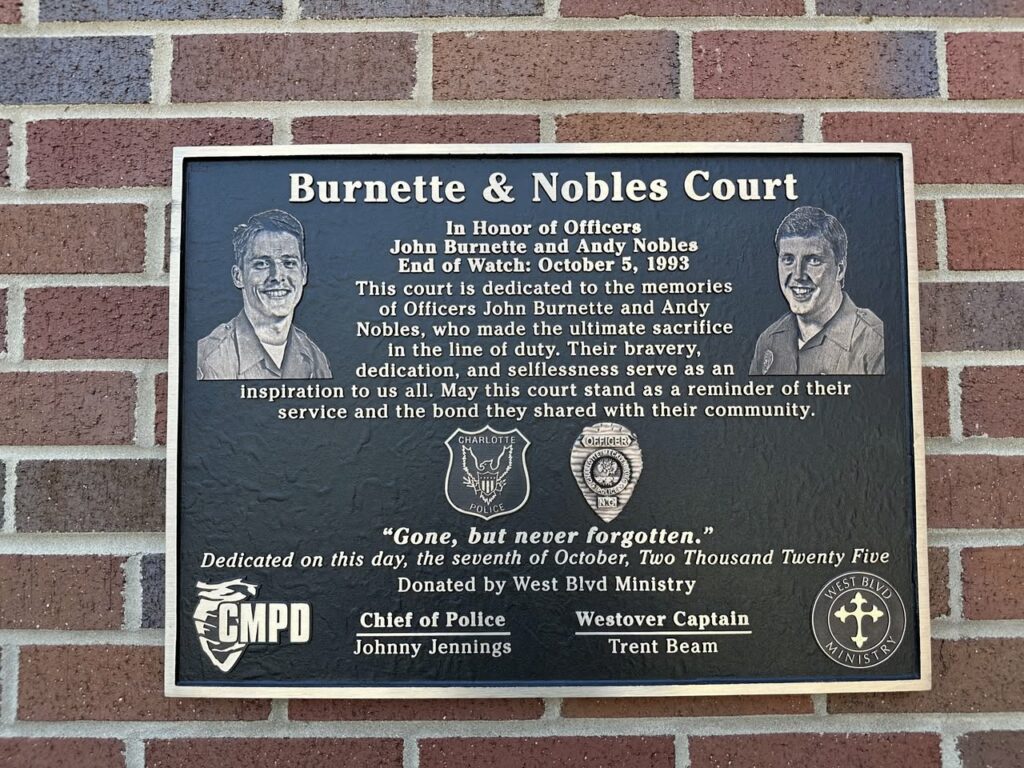 Burnette & Nobles Court
In Honor of Officers
John Burnette and Andy Nobles
End of Watch: October 5, 1993
This court is dedicated to the memories
of Officers John Burnette and Andy
Nobles, who made the ultimate sacrifice
in the line of duty. Their bravery,
dedication, and selflessness serve as an
inspiration to us all. May this court stand as a reminder of their
service and the bond they shared with their community.
CHARLOTTE
POLICE
OFFICER
N.C.
“Gone, but never forgotten.”
Dedicated on this day, the seventh of October, Two Thousand Twenty Five
Donated by West Blvd Ministry
CMPD
Chief of Police
Johnny Jennings
Westover Captain
Trent Beam
WEST BLVD
MINISTRY